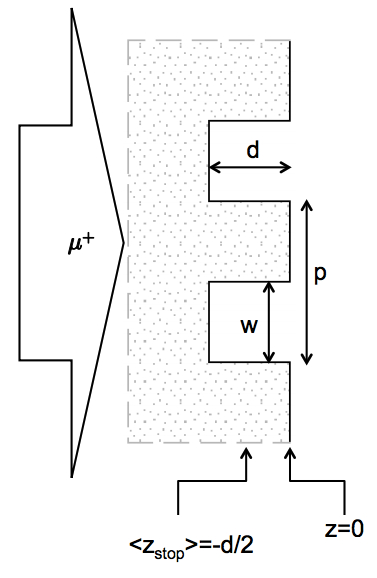 d
μ+
p
w
<zstop>=-d/2
z=0